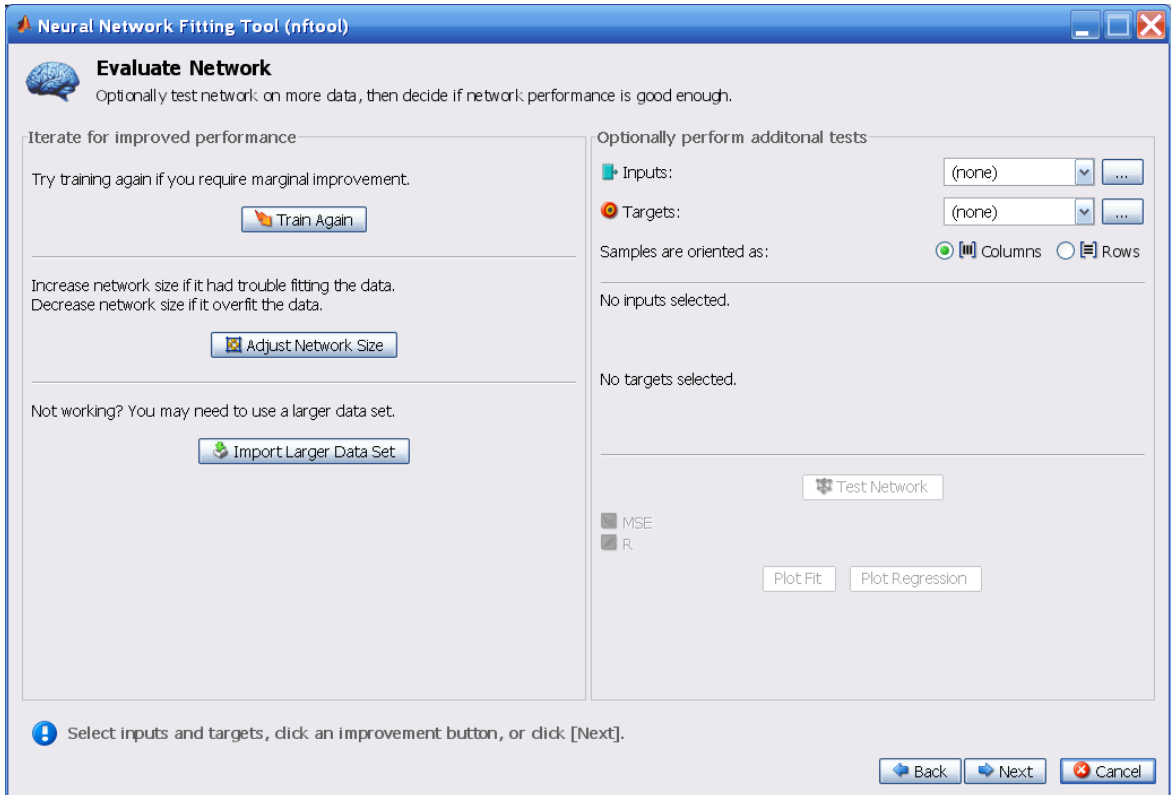 Neural Network Fitting Tool (nftool)
Evaluate Network
Optionally test network on more data, then decide if network performance is good enough.
Iterate for improved performance
Try training again if you require marginal improvement.
Train Again
Increase network size if it had trouble fitting the data.
Decrease network size if it overfit the data.
Adjust Network Size
Not working? You may need to use a larger data set.
Import Larger Data Set
Optionally perform additonal tests
Inputs: (none) ...
Targets: (none) ...
Samples are oriented as: Columns Rows
No inputs selected.
No targets selected.
Test Network
MSE
R
Plot Fit Plot Regression
Select inputs and targets, click an improvement button, or click [Next].
Back Next Cancel